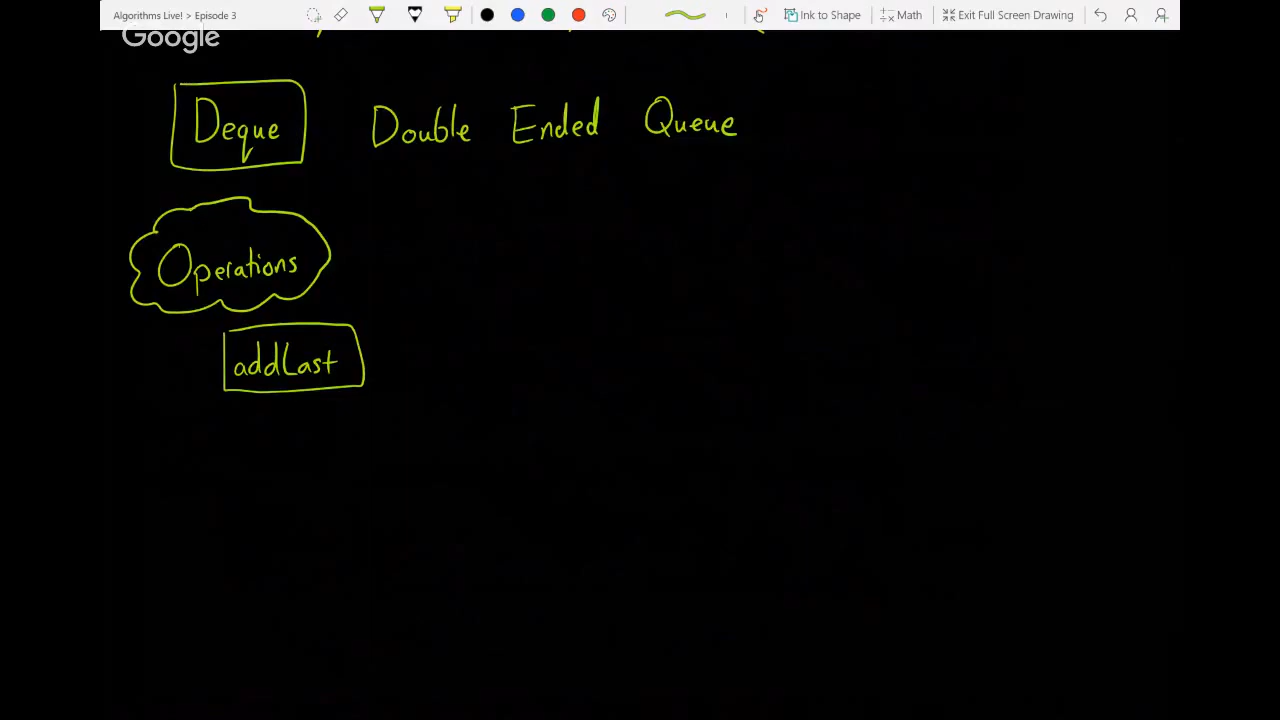 Algorithms Live! > Episode 3 Ink to Shape Math Exit Full Screen Drawing
Google
Deque Double Ended Queue
Operations
addLast